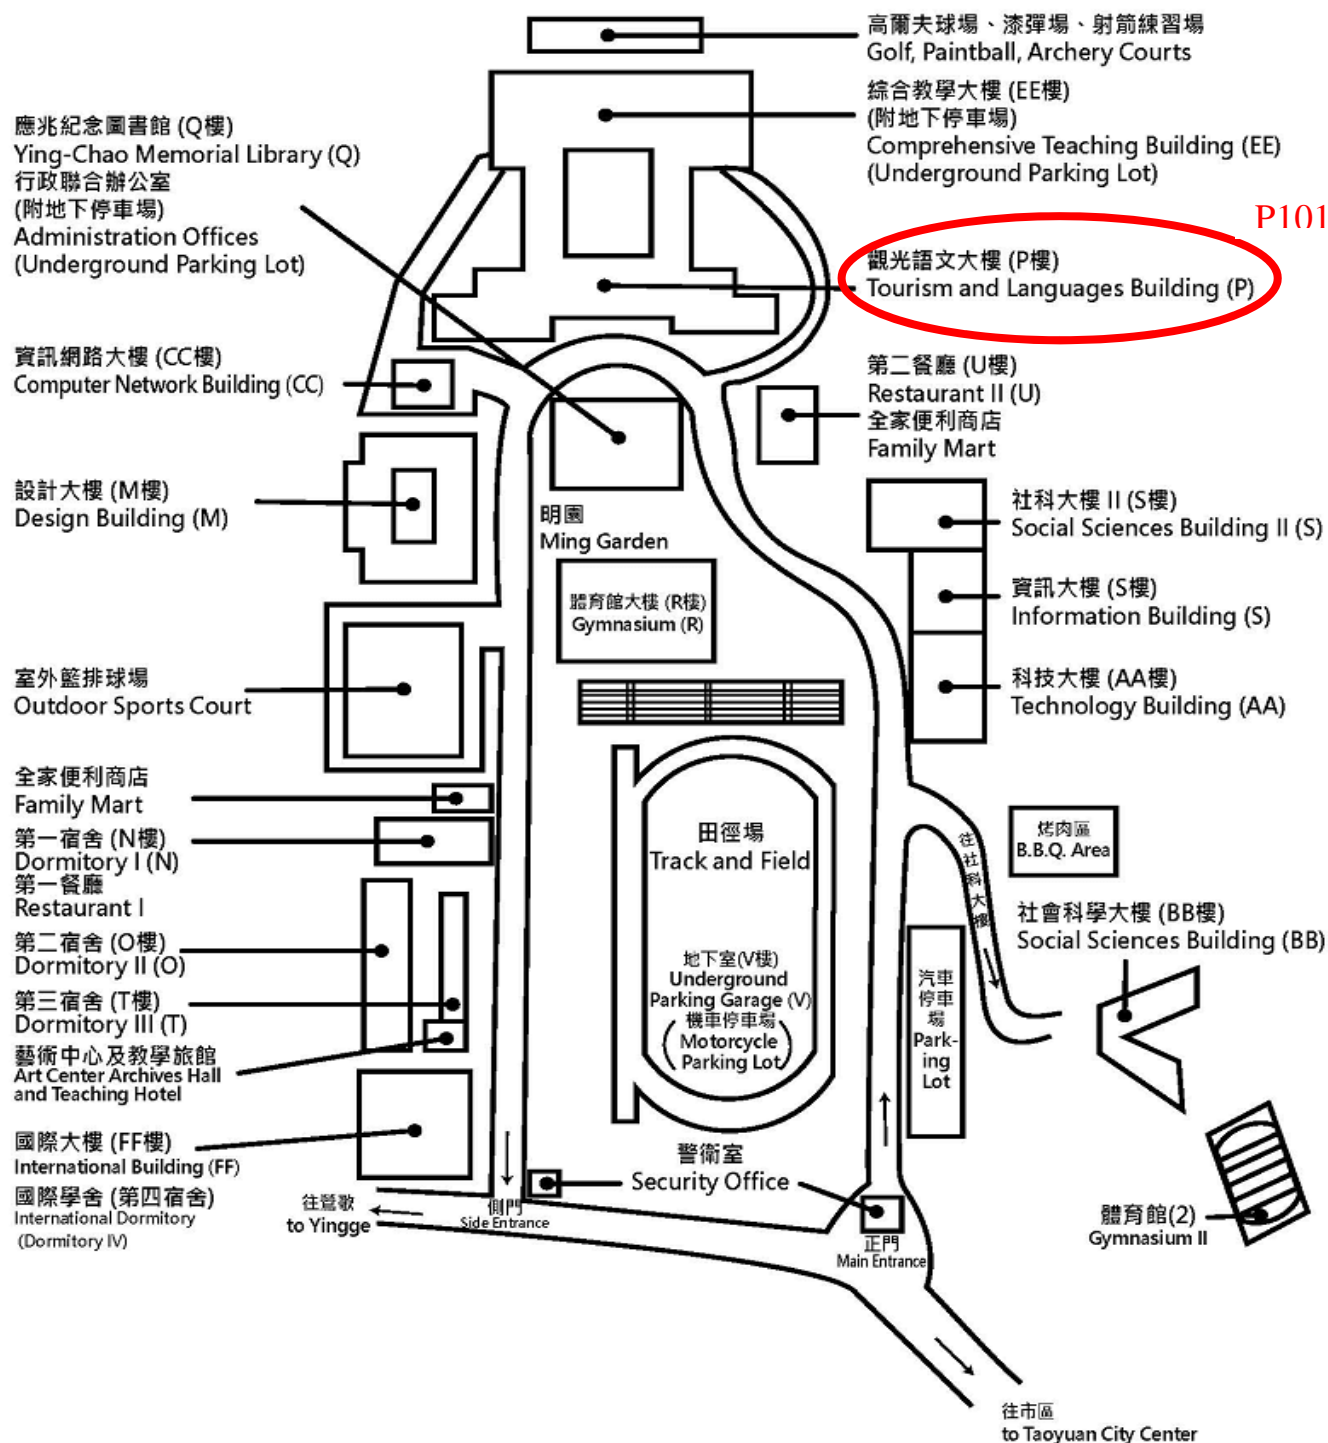 高爾夫球場、漆彈場、射箭練習場
Golf, Paintball, Archery Courts
綜合教學大樓 (EE樓)
(附地下停車場)
Comprehensive Teaching Building (EE)
(Underground Parking Lot)
應兆紀念圖書館 (Q樓)
Ying-Chao Memorial Library (Q)
行政聯合辦公室
(附地下停車場)
Administration Offices
(Underground Parking Lot)
P101
觀光語文大樓 (P樓)
Tourism and Languages Building (P)
資訊網路大樓 (CC樓)
Computer Network Building (CC)
第二餐廳 (U樓)
Restaurant II (U)
全家便利商店
Family Mart
設計大樓 (M樓)
Design Building (M)
明園
Ming Garden
社科大樓 II (S樓)
Social Sciences Building II (S)
體育館大樓 (R樓)
Gymnasium (R)
資訊大樓 (S樓)
Information Building (S)
室外籃排球場
Outdoor Sports Court
科技大樓 (AA樓)
Technology Building (AA)
全家便利商店
Family Mart
第一宿舍 (N樓)
Dormitory I (N)
第一餐廳
Restaurant I
田徑場
Track and Field
往社科大樓
烤肉區
B.B.Q. Area
社會科學大樓 (BB樓)
Social Sciences Building (BB)
第二宿舍 (O樓)
Dormitory II (O)
第三宿舍 (T樓)
Dormitory III (T)
藝術中心及教學旅館
Art Center Archives Hall
and Teaching Hotel
地下室(V樓)
Underground
Parking Garage (V)
(機車停車場
Motorcycle
Parking Lot)
汽車
停車
場
Park-
ing
Lot
國際大樓 (FF樓)
International Building (FF)
國際學舍 (第四宿舍)
International Dormitory
(Dormitory IV)
警衛室
Security Office
往鶯歌
to Yingge
側門
Side Entrance
正門
Main Entrance
體育館(2)
Gymnasium II
往市區
to Taoyuan City Center